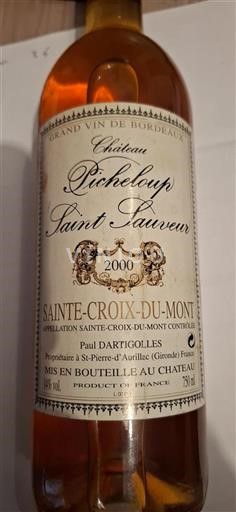 GRAND VIN DE BORDEAUX
Château
Picheloup
Saint Sauveur
2000
SAINTE-CROIX-DU-MONT
APPELLATION SAINTE-CROIX-DU-MONT CONTRÔLÉE
Paul DARTIGOLLES
Propriétaire à St-Pierre-d'Aurillac (Gironde) France
MIS EN BOUTEILLE AU CHATEAU
vol. PRODUCT OF FRANCE 750 ml